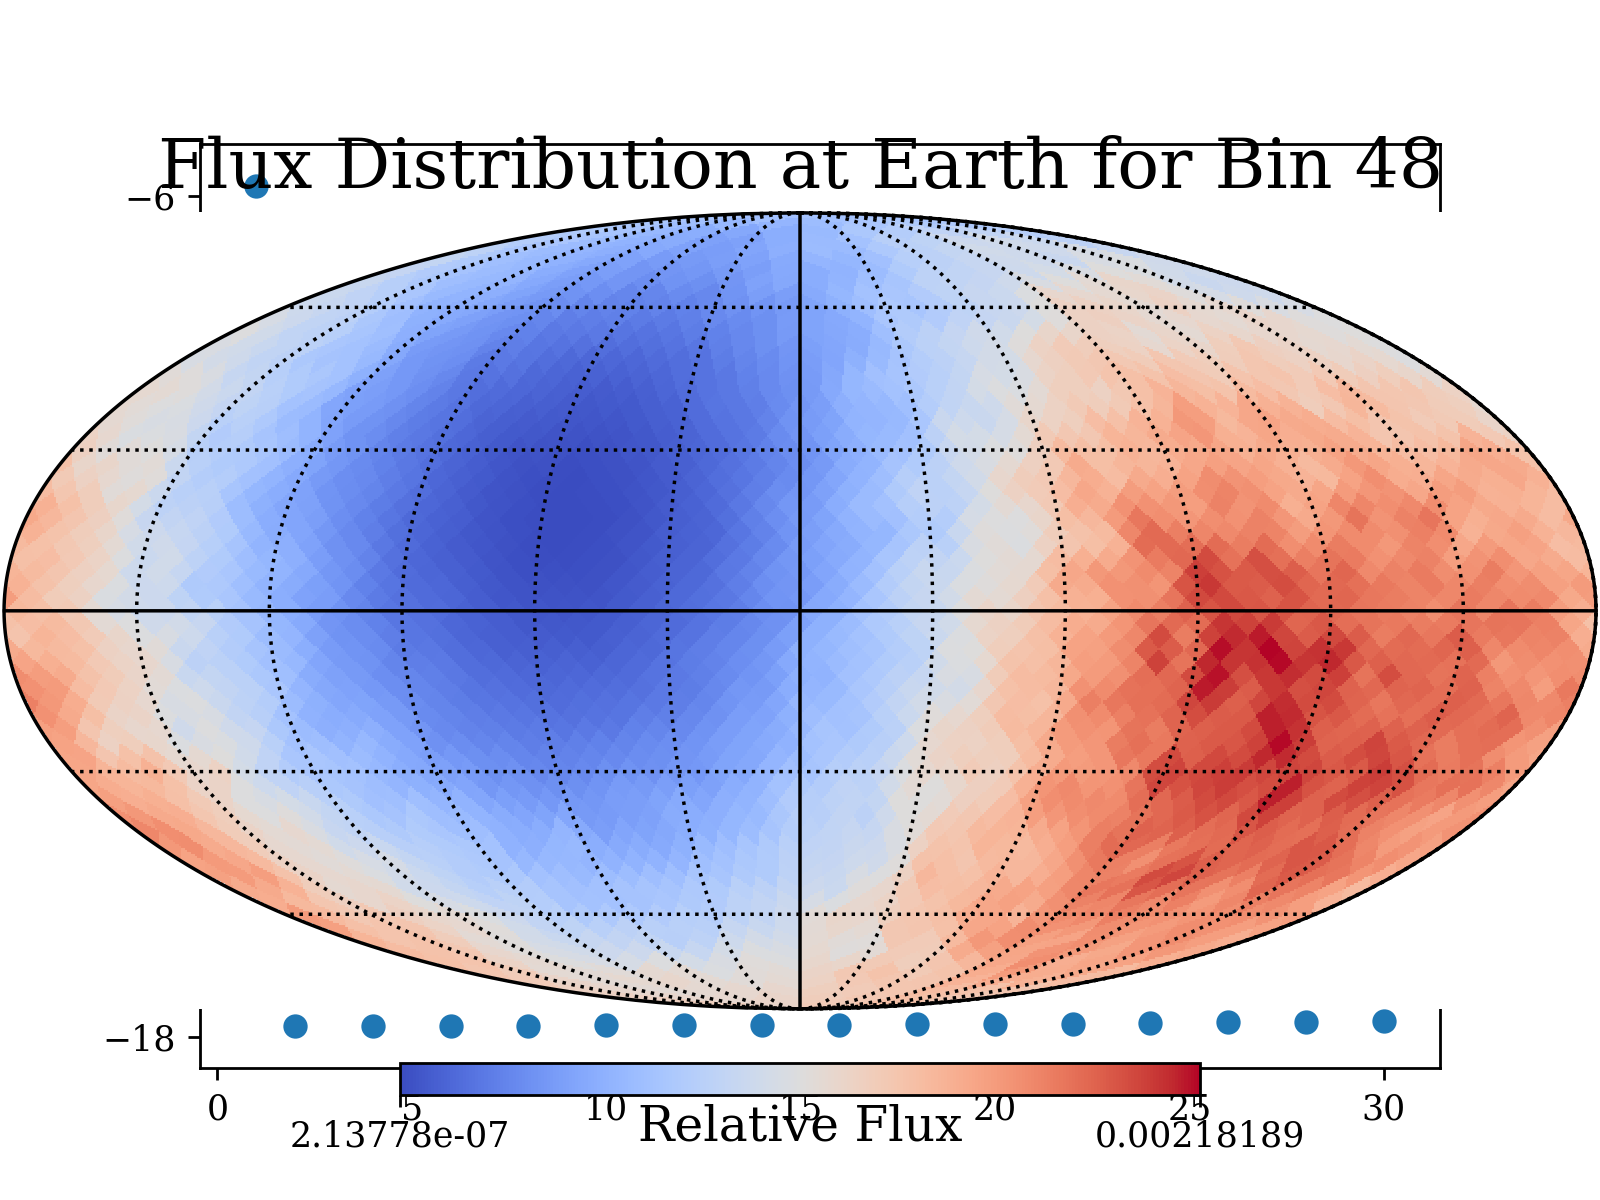 Flux Distribution at Earth for Bin 48
−6
−18
0 5 10 15 20 25 30
Relative Flux
2.13778e-07 0.00218189